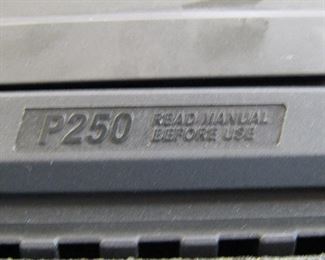 P250 READ MANUAL
BEFORE USE